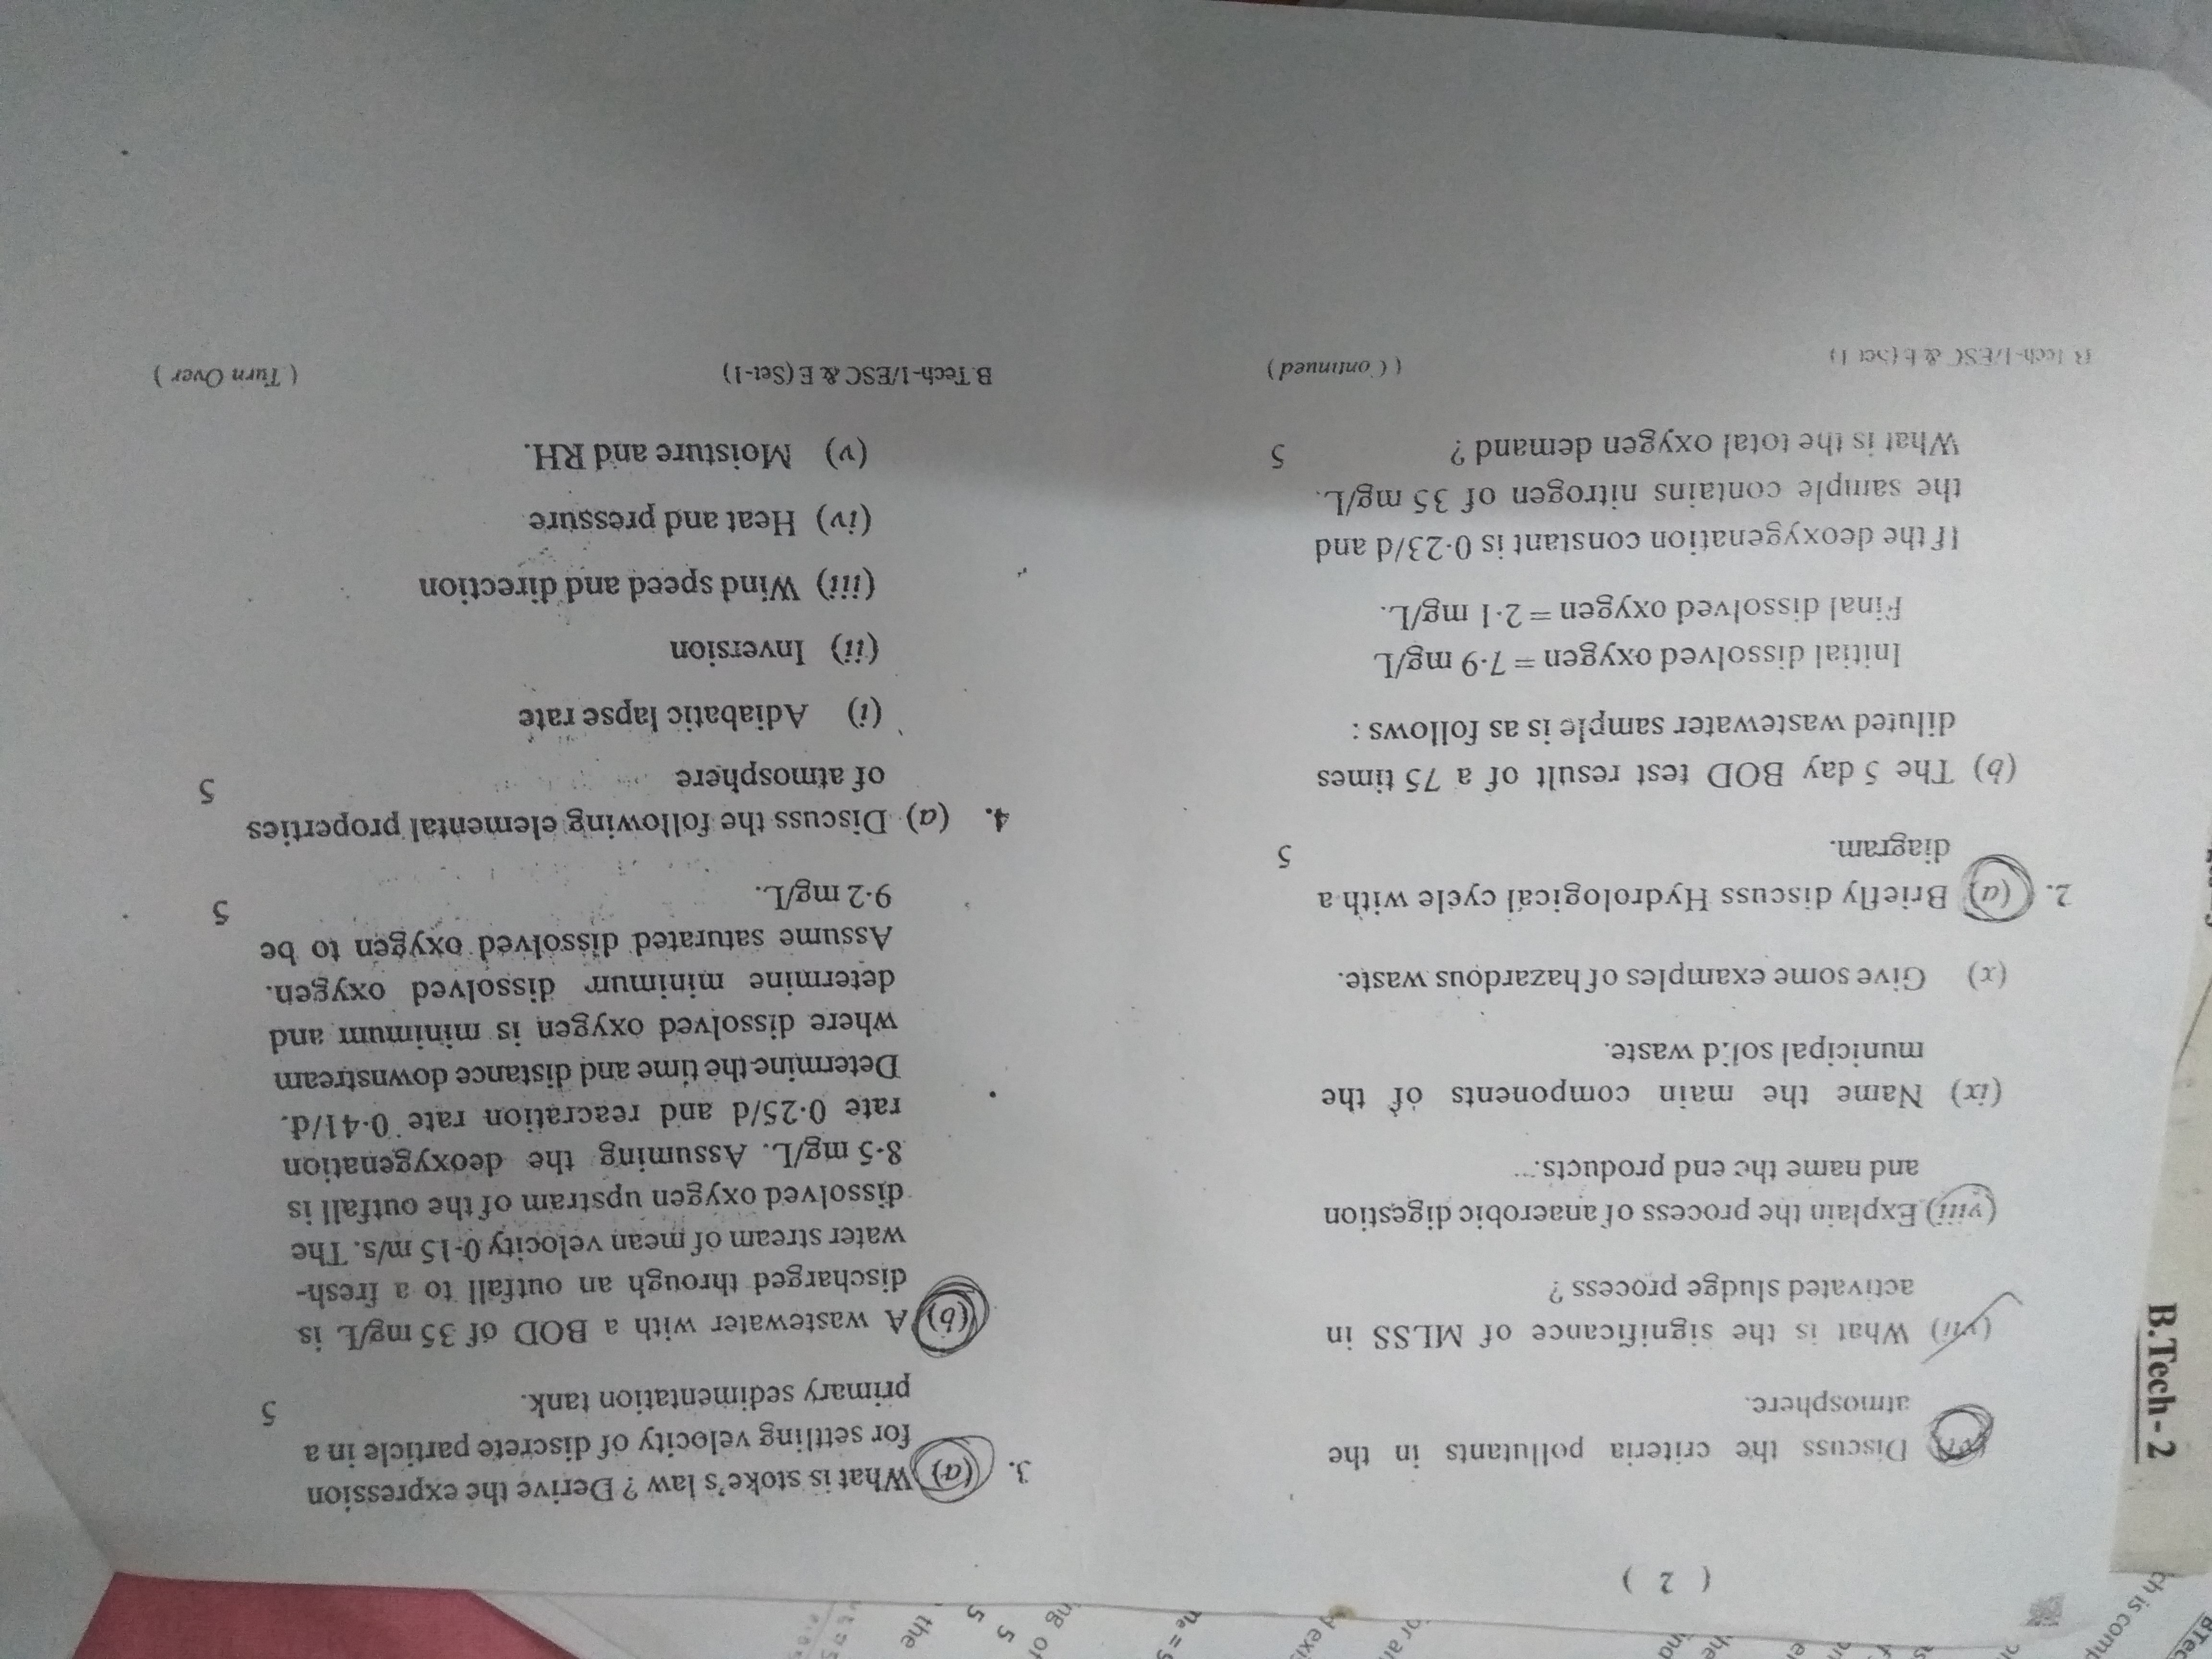 ( 2 )
(vi) Discuss the criteria pollutants in the
atmosphere.
(vii) What is the significance of MLSS in
activated sludge process ?
(viii) Explain the process of anaerobic digestion
and name the end products.
(ix) Name the main components of the
municipal solid waste.
(x) Give some examples of hazardous waste.
2. (a) Briefly discuss Hydrological cycle with a
diagram. 5
(b) The 5 day BOD test result of a 75 times
diluted wastewater sample is as follows :
Initial dissolved oxygen = 7·9 mg/L
Final dissolved oxygen = 2·1 mg/L.
If the deoxygenation constant is 0·23/d and
the sample contains nitrogen of 35 mg/L.
What is the total oxygen demand ? 5
B.Tech-1/ESC & E (Set-1) ( Continued )
3. (a) What is stoke's law ? Derive the expression
for settling velocity of discrete particle in a
primary sedimentation tank. 5
(b) A wastewater with a BOD of 35 mg/L is
discharged through an outfall to a fresh-
water stream of mean velocity 0·15 m/s. The
dissolved oxygen upstram of the outfall is
8·5 mg/L. Assuming the deoxygenation
rate 0·25/d and reacration rate 0·41/d.
Determine the time and distance downstream
where dissolved oxygen is minimum and
determine minimum dissolved oxygen.
Assume saturated dissolved oxygen to be
9·2 mg/L. 5
4. (a) Discuss the following elemental properties
of atmosphere 5
(i) Adiabatic lapse rate
(ii) Inversion
(iii) Wind speed and direction
(iv) Heat and pressure
(v) Moisture and RH.
B.Tech-1/ESC & E (Set-1) ( Turn Over )
B.Tech - 2
BTec
ch is comp
the
5
5